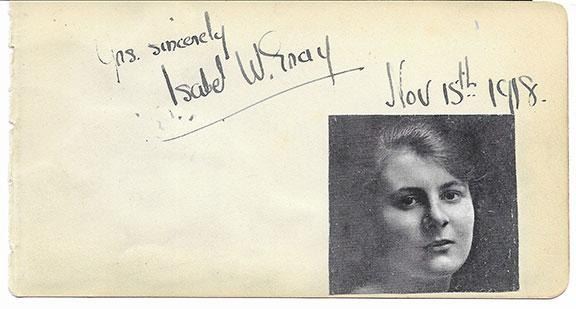 Yrs. sincerely
Isabel W. Gray
Nov 15th 1918.